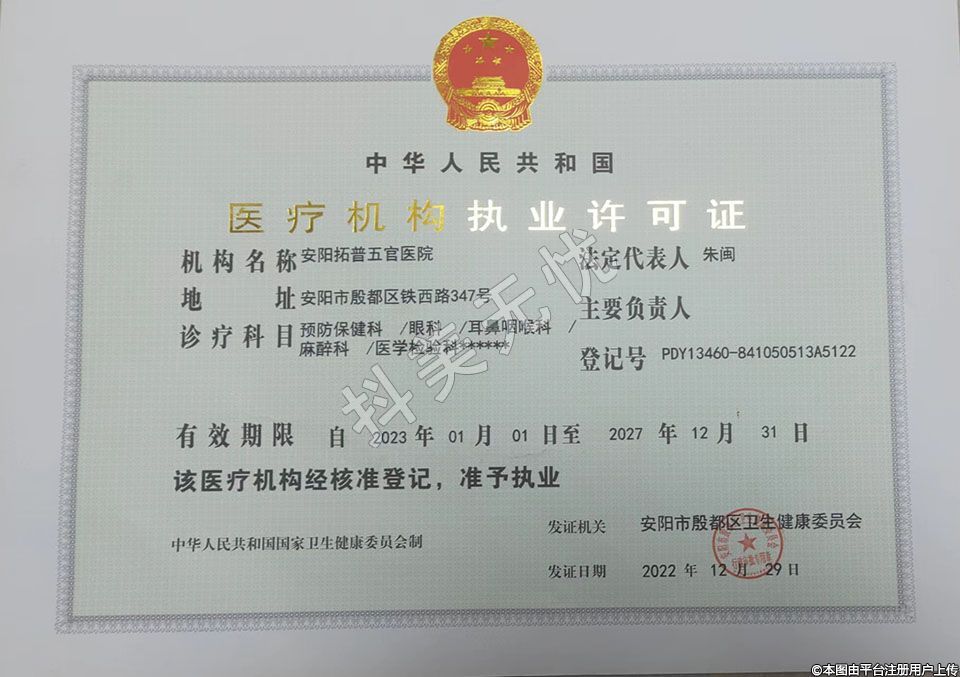 中华人民共和国
医疗机构执业许可证
机构名称 安阳拓普五官医院
法定代表人 朱闽
地址 安阳市殷都区铁西路347号
主要负责人
诊疗科目 预防保健科 /眼科 /耳鼻咽喉科 /
麻醉科 /医学检验科******
登记号 PDY13460-841050513A5122
有效期限 自 2023 年 01 月 01 日至 2027 年 12 月 31 日
该医疗机构经核准登记，准予执业
发证机关 安阳市殷都区卫生健康委员会
中华人民共和国国家卫生健康委员会制
发证日期 2022 年 12 月 29 日
抖美无忧
©本图由平台注册用户上传